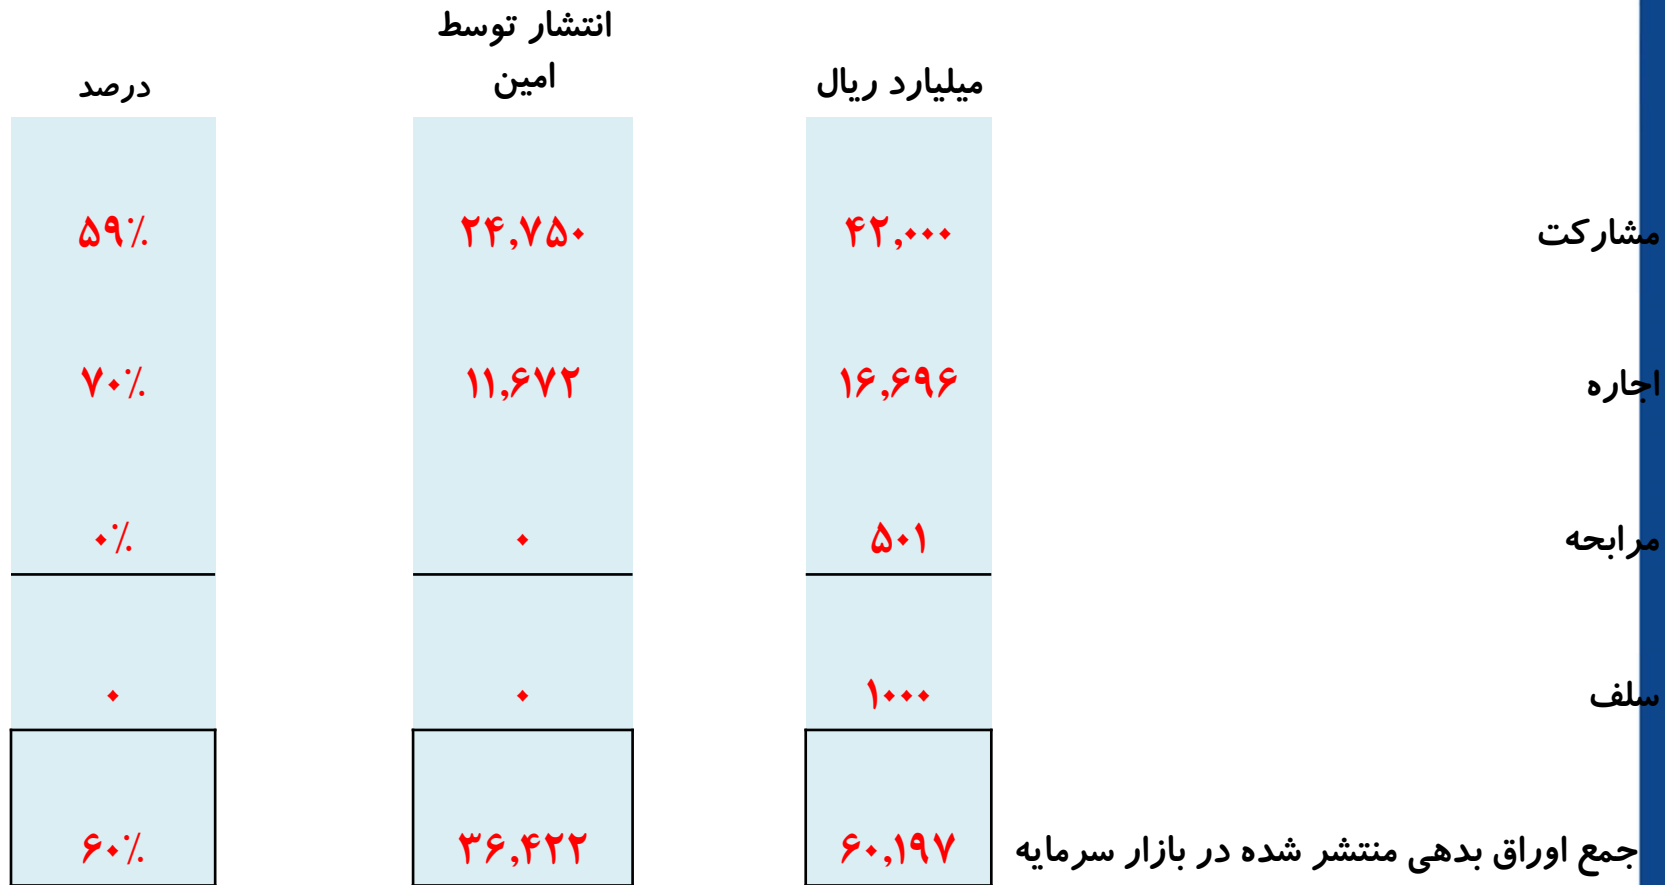 میلیارد ریال انتشار توسط امین درصد
مشارکت ۴۲,۰۰۰ ۲۴,۷۵۰ ۵۹٪
اجاره ۱۶,۶۹۶ ۱۱,۶۷۲ ۷۰٪
مرابحه ۵۰۱ ۰ ۰٪
سلف ۱۰۰۰ ۰ ۰
جمع اوراق بدهی منتشر شده در بازار سرمایه ۶۰,۱۹۷ ۳۶,۴۲۲ ۶۰٪